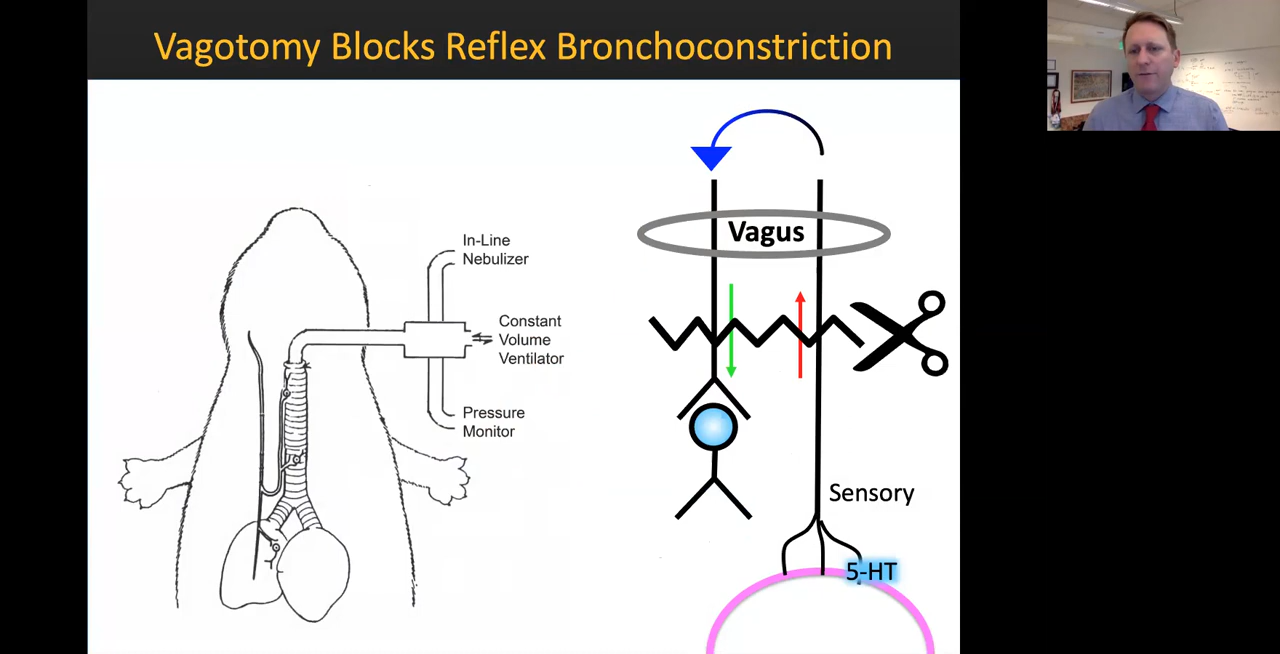 Vagotomy Blocks Reflex Bronchoconstriction
In-Line
Nebulizer
Constant
Volume
Ventilator
Pressure
Monitor
Vagus
Sensory
5-HT